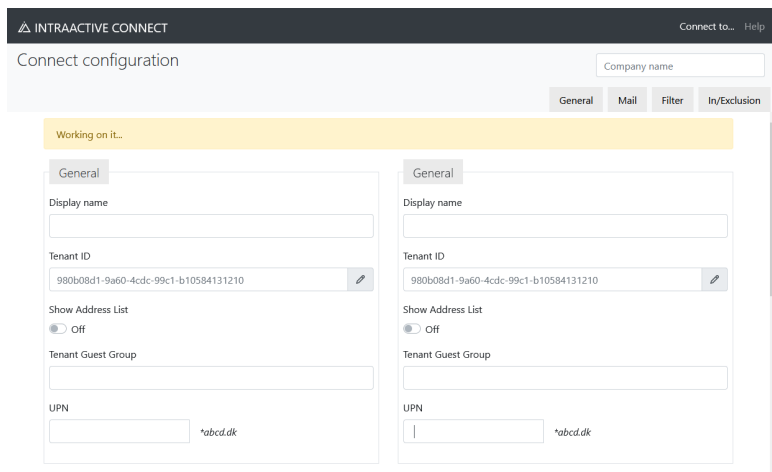 INTRAACTIVE CONNECT
Connect to... Help
Connect configuration
Company name
General Mail Filter In/Exclusion
Working on it...
General General
Display name Display name
Tenant ID Tenant ID
980b08d1-9a60-4cdc-99c1-b10584131210 980b08d1-9a60-4cdc-99c1-b10584131210
Show Address List Show Address List
Off Off
Tenant Guest Group Tenant Guest Group
UPN UPN
*abcd.dk *abcd.dk